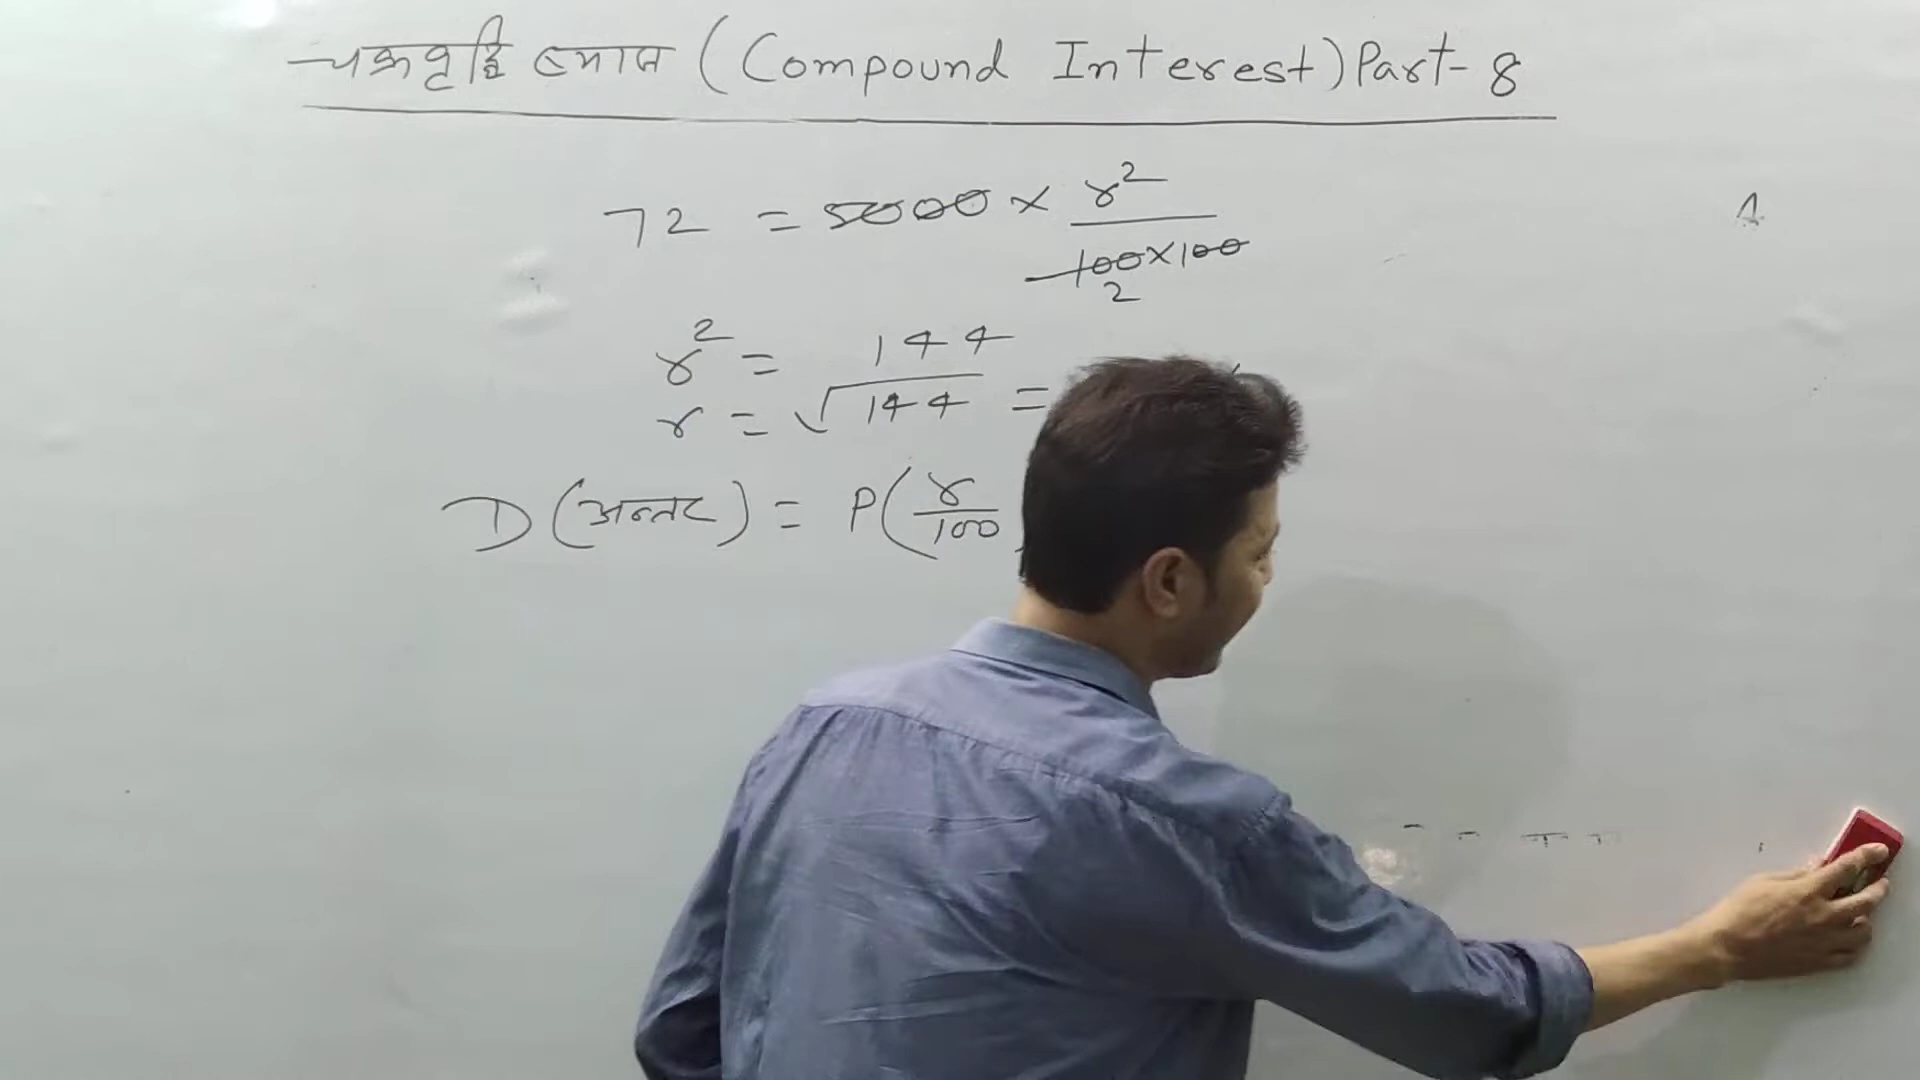 चक्रवृद्धि ब्याज (Compound Interest) Part-8
72 = 5000 × r²
100×100
2
r² = 144
r = √144 =
D (अन्तर) = P(r
100